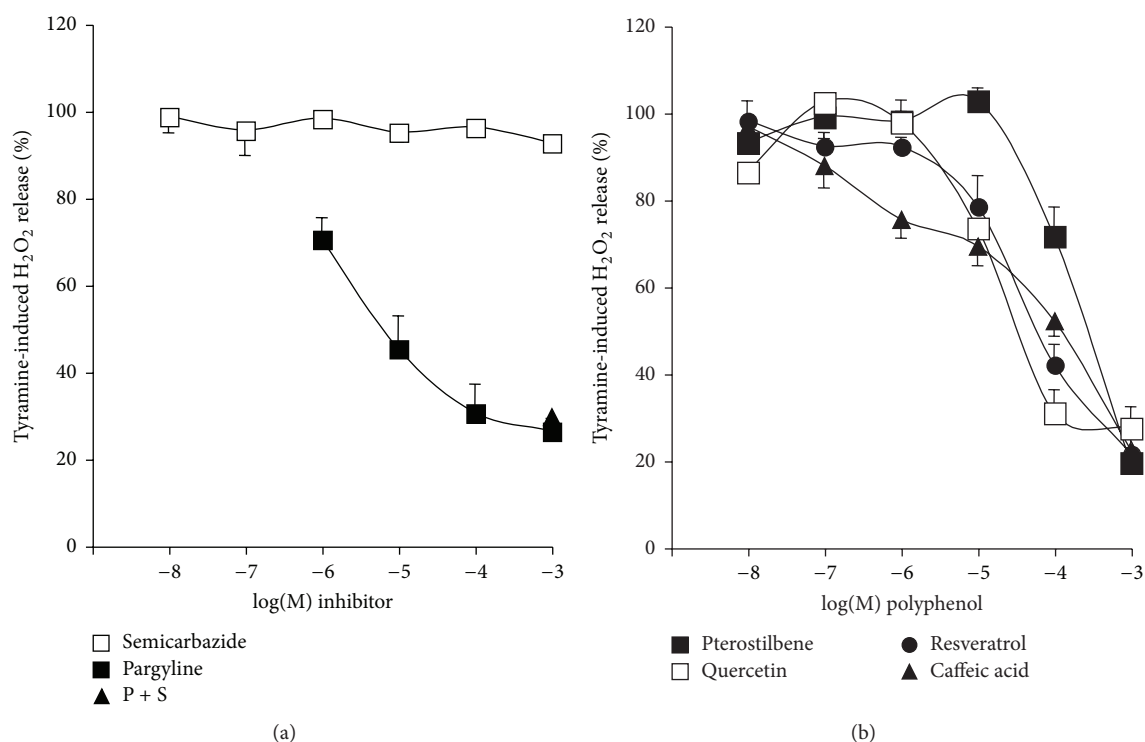 120
100
80
60
40
20
0
Tyramine-induced H₂O₂ release (%)
−8 −7 −6 −5 −4 −3
log(M) inhibitor
Semicarbazide
Pargyline
P + S
(a)
120
100
80
60
40
20
0
Tyramine-induced H₂O₂ release (%)
−8 −7 −6 −5 −4 −3
log(M) polyphenol
Pterostilbene Resveratrol
Quercetin Caffeic acid
(b)